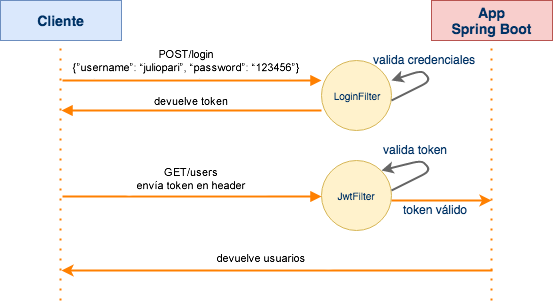 Cliente
App
Spring Boot
POST/login
{"username": “juliopari”, “password”: “123456”}
valida credenciales
LoginFilter
devuelve token
valida token
GET/users
envía token en header
JwtFilter
token válido
devuelve usuarios